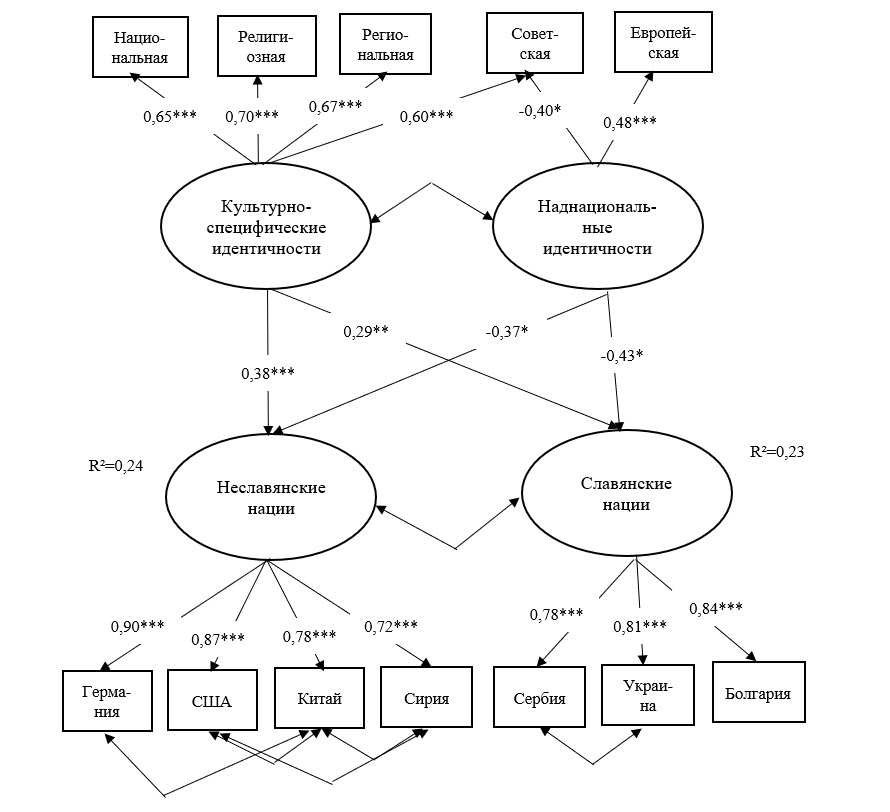 Нацио-
нальная
Религи-
озная
Регио-
нальная
Совет-
ская
Европей-
ская
0,65***
0,70***
0,67***
0,60***
-0,40*
0,48***
Культурно-
специфические
идентичности
Наднациональ-
ные
идентичности
0,29**
-0,37*
0,38***
-0,43*
R²=0,24
Неславянские
нации
Славянские
нации
R²=0,23
0,90***
0,87***
0,78***
0,72***
0,78***
0,81***
0,84***
Герма-
ния
США
Китай
Сирия
Сербия
Украи-
на
Болгария